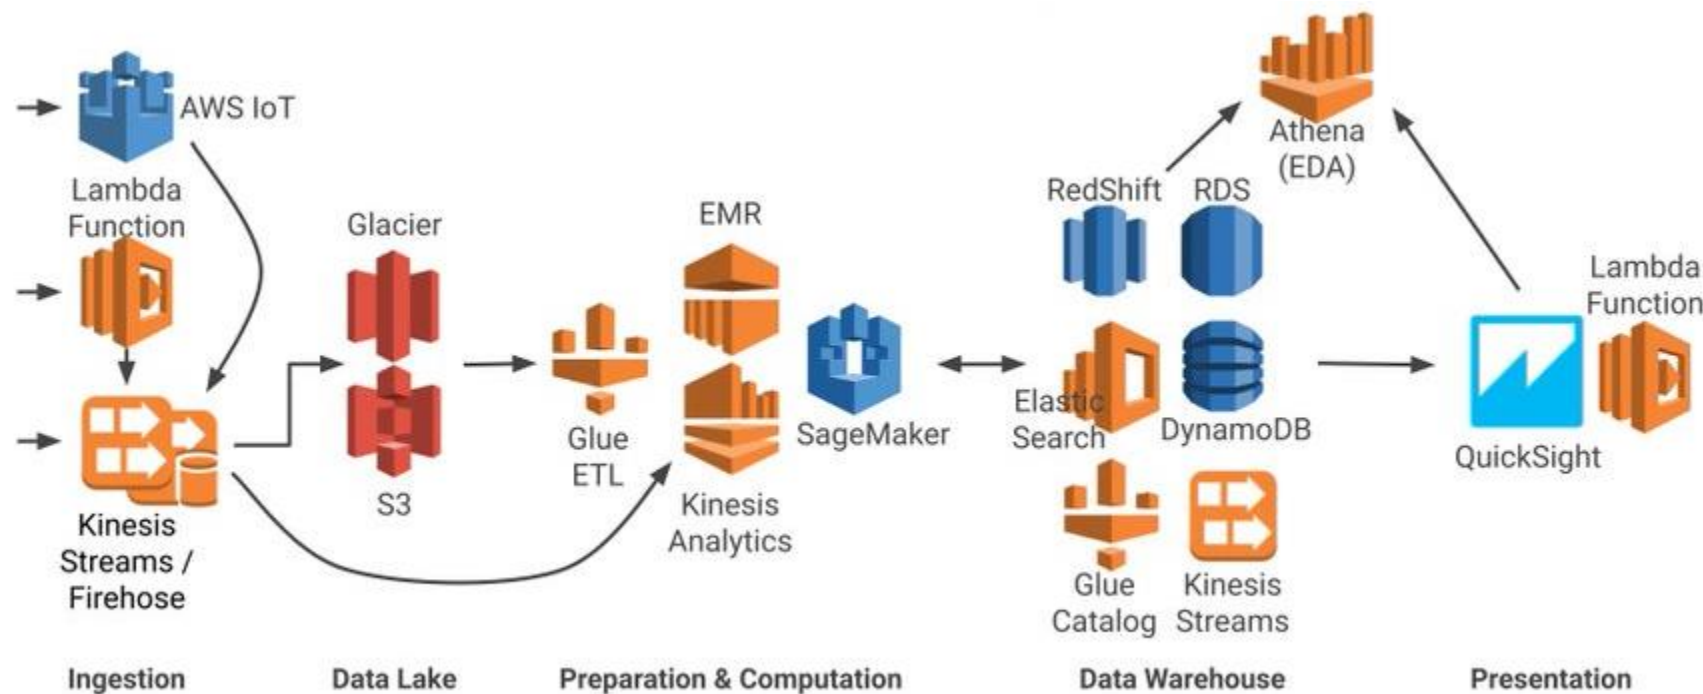 AWS IoT
Lambda
Function
Kinesis
Streams /
Firehose
Glacier
S3
Glue
ETL
EMR
Kinesis
Analytics
SageMaker
Athena
(EDA)
RedShift
RDS
Elastic
Search
DynamoDB
Glue
Catalog
Kinesis
Streams
Lambda
Function
QuickSight
Ingestion
Data Lake
Preparation & Computation
Data Warehouse
Presentation